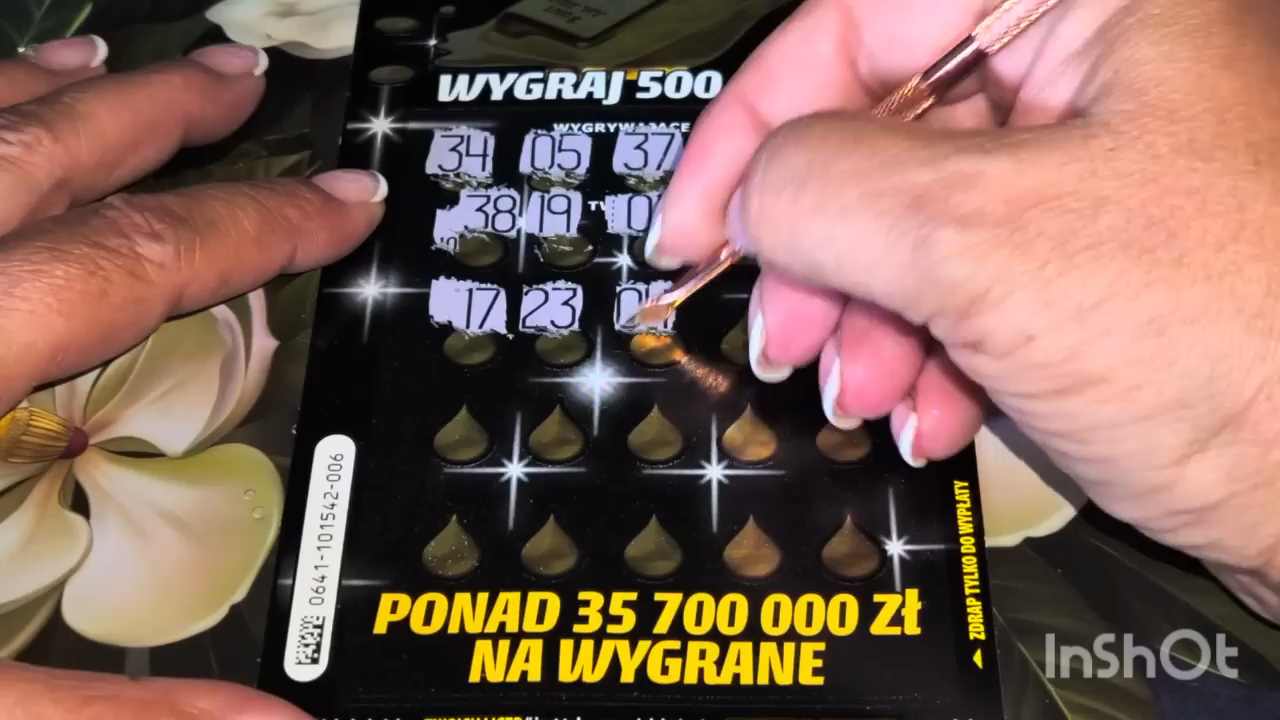 WYGRAJ 500
WYGRYWAJĄCE
34 05 37
38 19
17 23
0641-101542-006
ZDRAP TYLKO DO WYPŁATY
PONAD 35 700 000 Zł
NA WYGRANE
InShOt